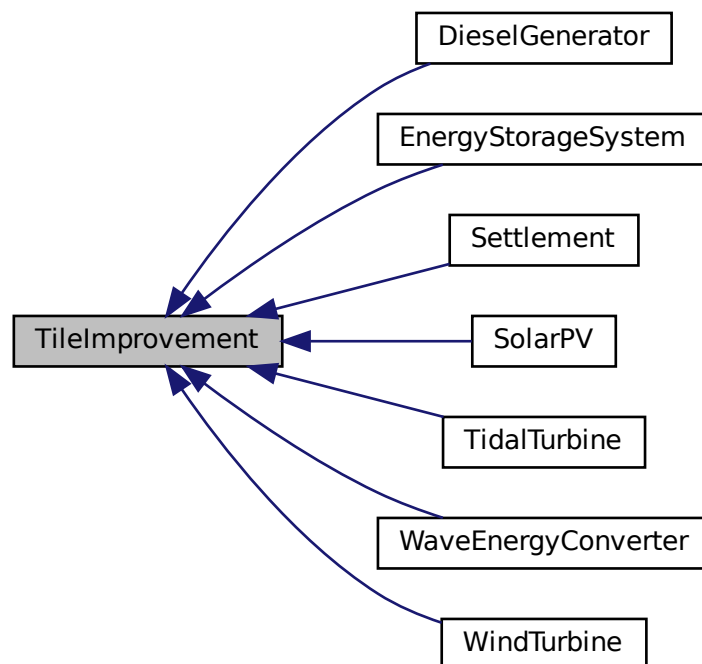 DieselGenerator
EnergyStorageSystem
Settlement
TileImprovement
SolarPV
TidalTurbine
WaveEnergyConverter
WindTurbine